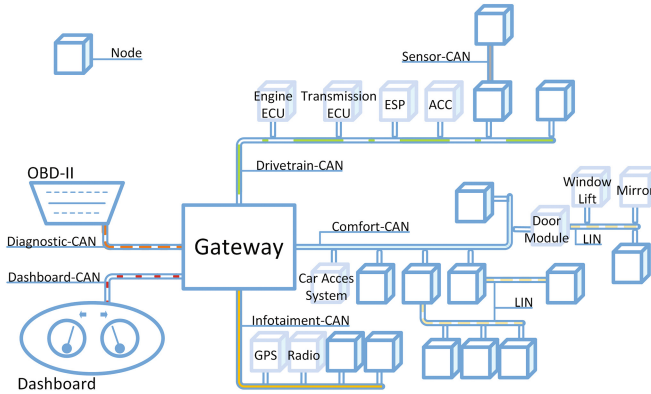 Node
Sensor-CAN
Engine
ECU
Transmission
ECU
ESP
ACC
Drivetrain-CAN
OBD-II
Window
Lift
Mirror
Door
Module
LIN
Comfort-CAN
Diagnostic-CAN
Gateway
Dashboard-CAN
Car Acces
System
LIN
Infotaiment-CAN
GPS
Radio
Dashboard